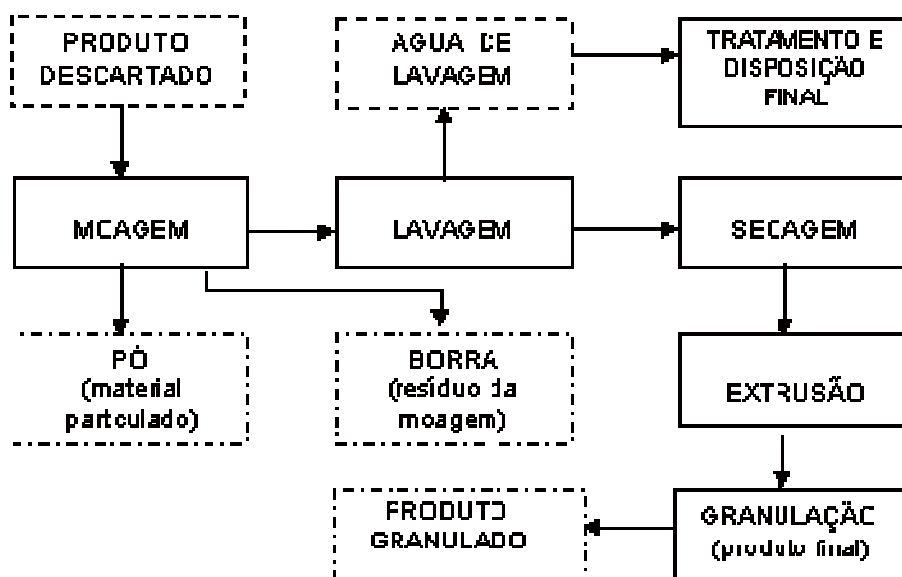 PRODUTO
DESCARTADO
AGUA DE
LAVAGEM
TRATAMENTO E
DISPOSIÇÃO
FINAL
MOAGEM
LAVAGEM
SECAGEM
PÓ
(material
particulado)
BORRA
(resíduo da
moagem)
EXTRUSÃO
PRODUTO
GRANULADO
GRANULAÇÃO
(produto final)